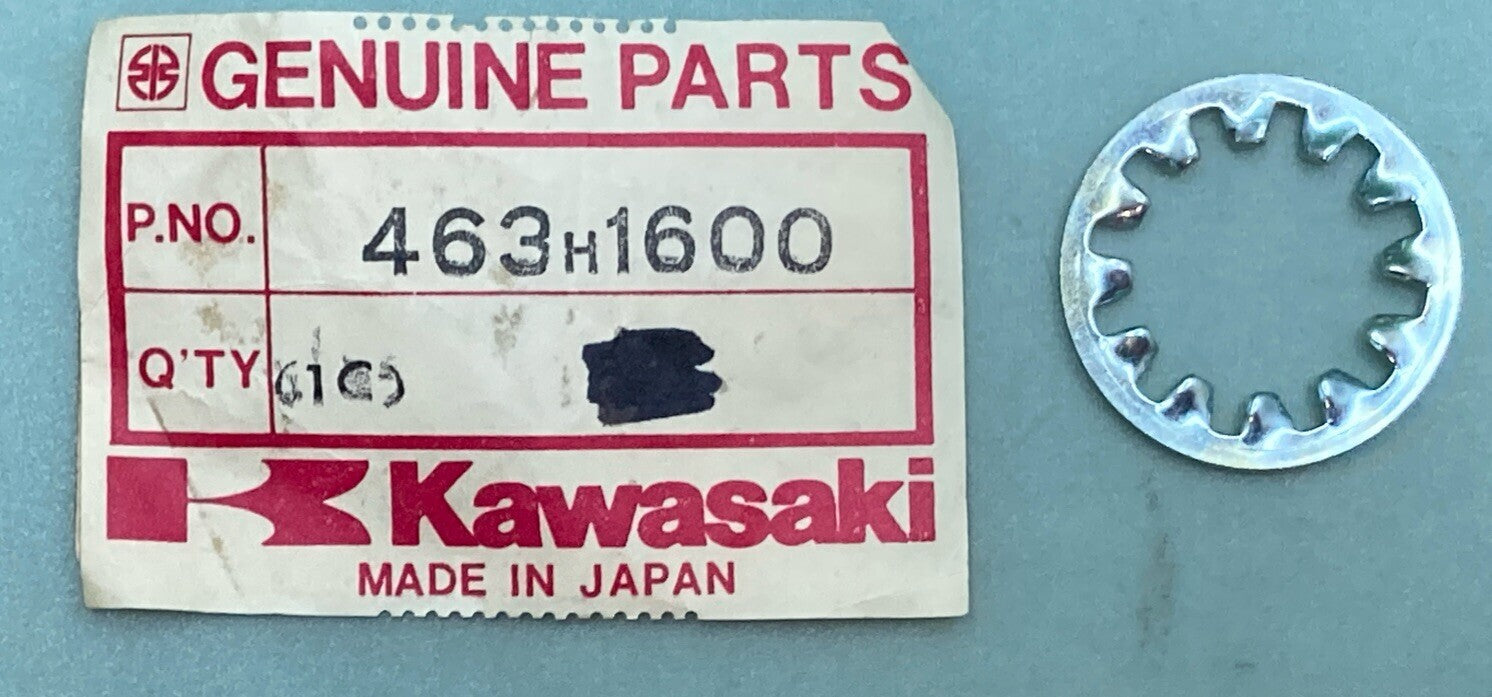 GENUINE PARTS
P.NO. 463H1600
Q'TY
Kawasaki
MADE IN JAPAN